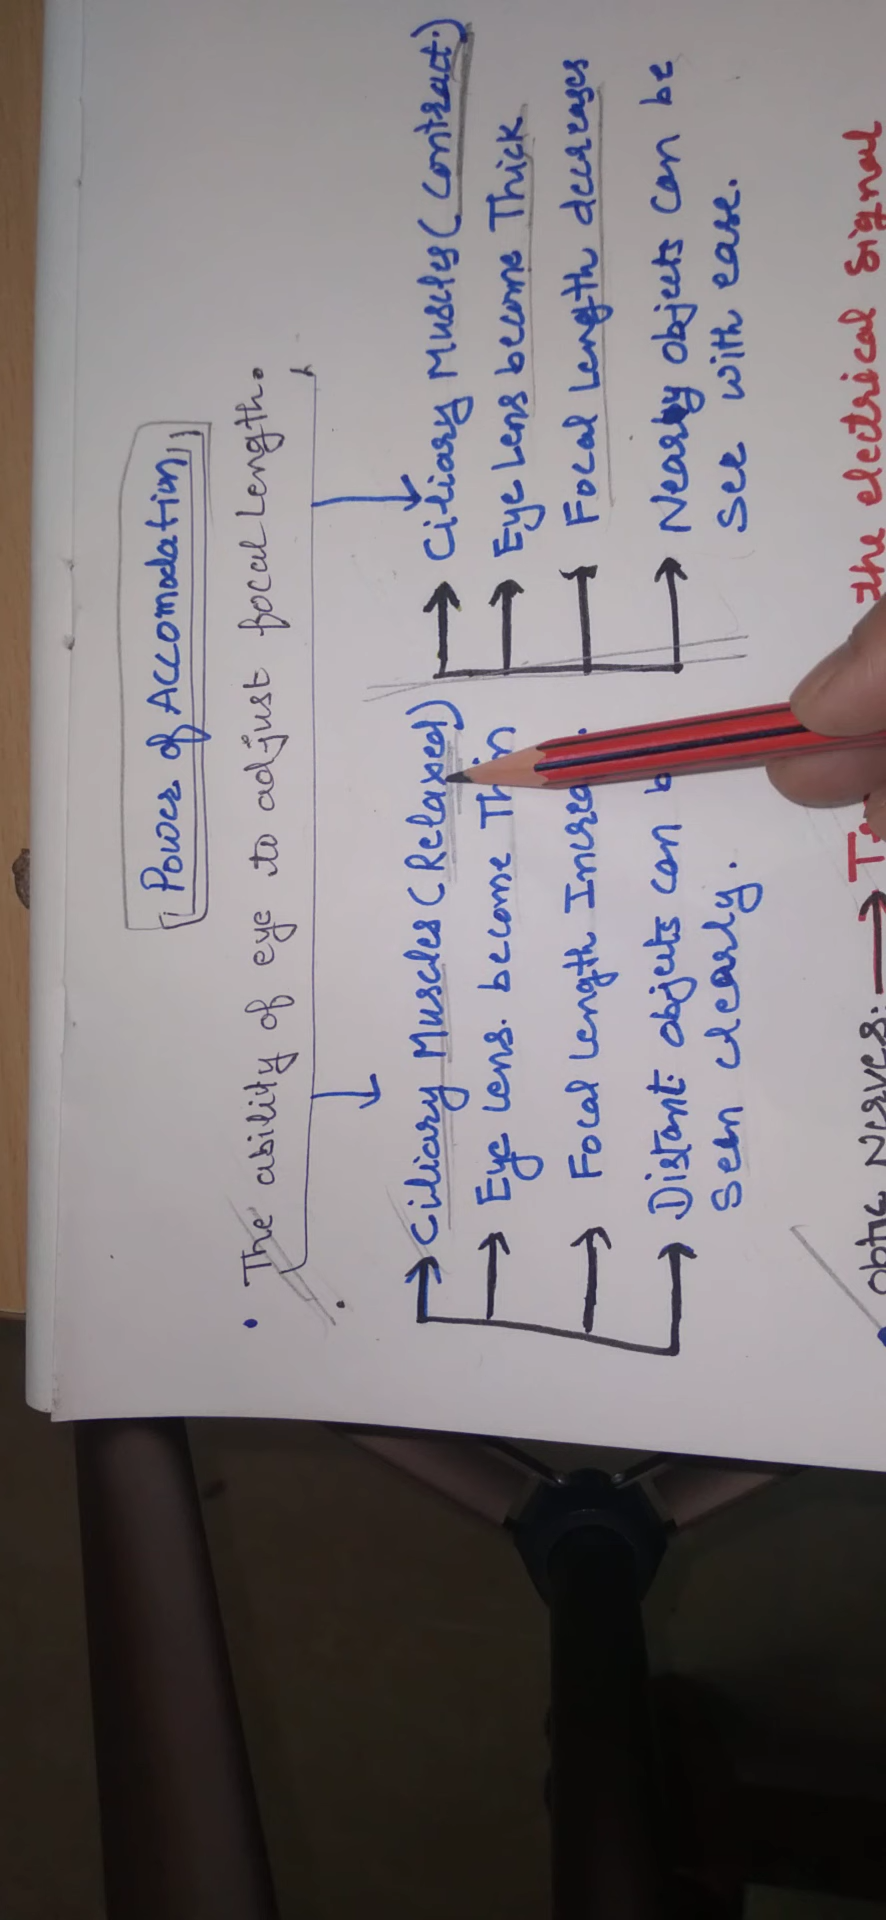 Power of Accomodation
• The ability of eye to adjust focal Length.
Ciliary Muscles (Relaxed)
Eye Lens. become Thin
Focal Length Increa
Distant objects can b
Seen clearly.
Ciliary Muscles (Contract.)
Eye Lens become Thick
Focal Length decreases
Nearby objects can be
See with ease.
Optic Nerves:
the electrical signal